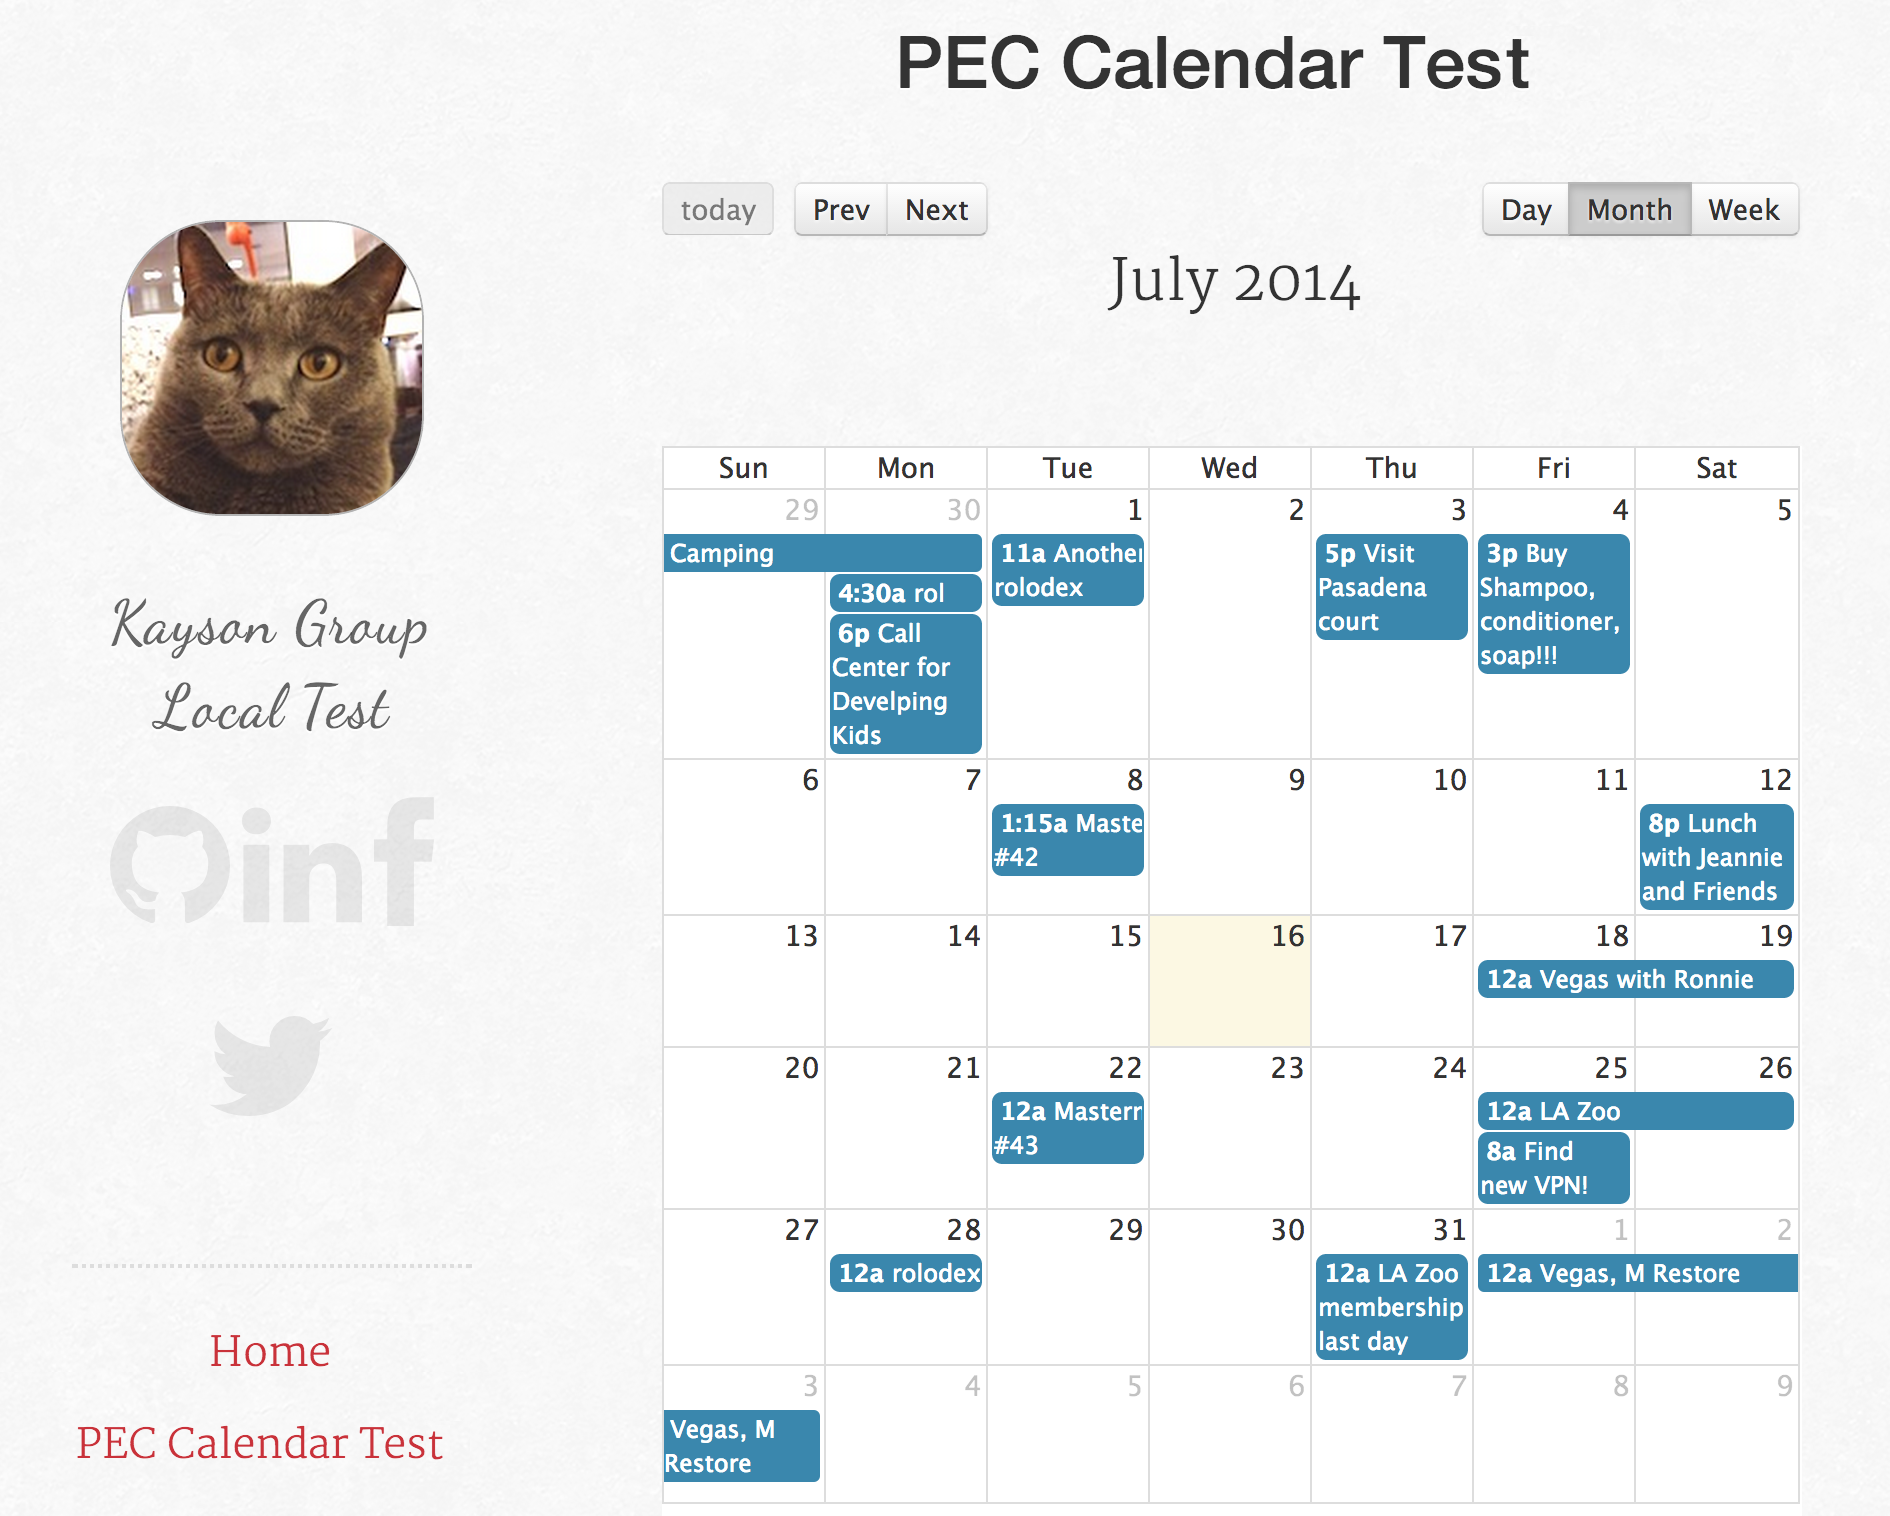 PEC Calendar Test
today Prev Next Day Month Week
July 2014
Kayson Group
Local Test
in f
Home
PEC Calendar Test
Sun Mon Tue Wed Thu Fri Sat
29 30 1 2 3 4 5
Camping
4:30a rol
6p Call
Center for
Develping
Kids
11a Another
rolodex
5p Visit
Pasadena
court
3p Buy
Shampoo,
conditioner,
soap!!!
6 7 8 9 10 11 12
1:15a Maste
#42
8p Lunch
with Jeannie
and Friends
13 14 15 16 17 18 19
12a Vegas with Ronnie
20 21 22 23 24 25 26
12a Master
#43
12a LA Zoo
8a Find
new VPN!
27 28 29 30 31 1 2
12a rolodex
12a LA Zoo
membership
last day
12a Vegas, M Restore
3 4 5 6 7 8 9
Vegas, M
Restore